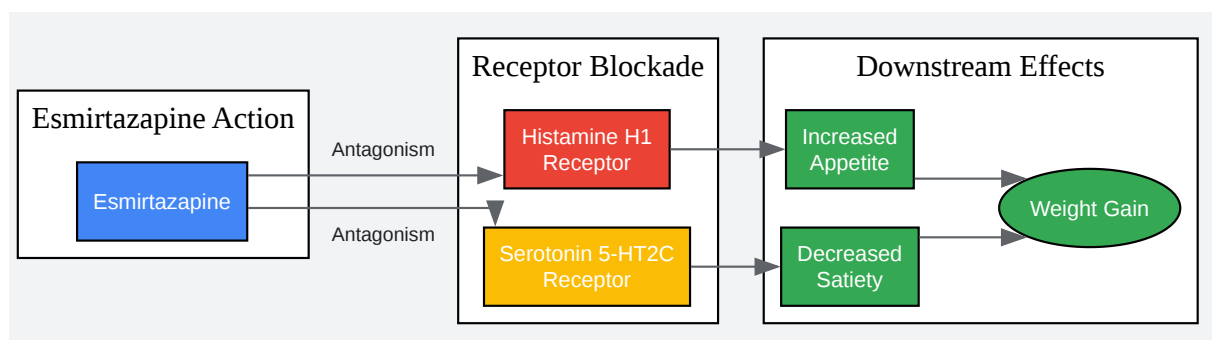 Esmirtazapine Action
Esmirtazapine
Antagonism
Antagonism
Receptor Blockade
Histamine H1
Receptor
Serotonin 5-HT2C
Receptor
Downstream Effects
Increased
Appetite
Decreased
Satiety
Weight Gain